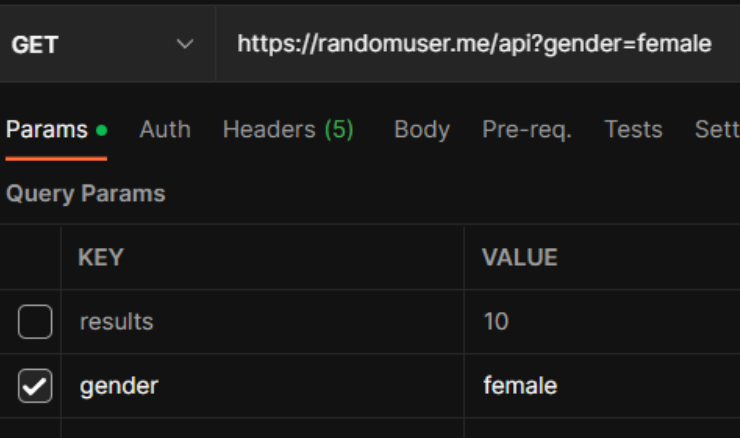 GET https://randomuser.me/api?gender=female
Params Auth Headers (5) Body Pre-req. Tests Sett
Query Params
KEY VALUE
results 10
gender female